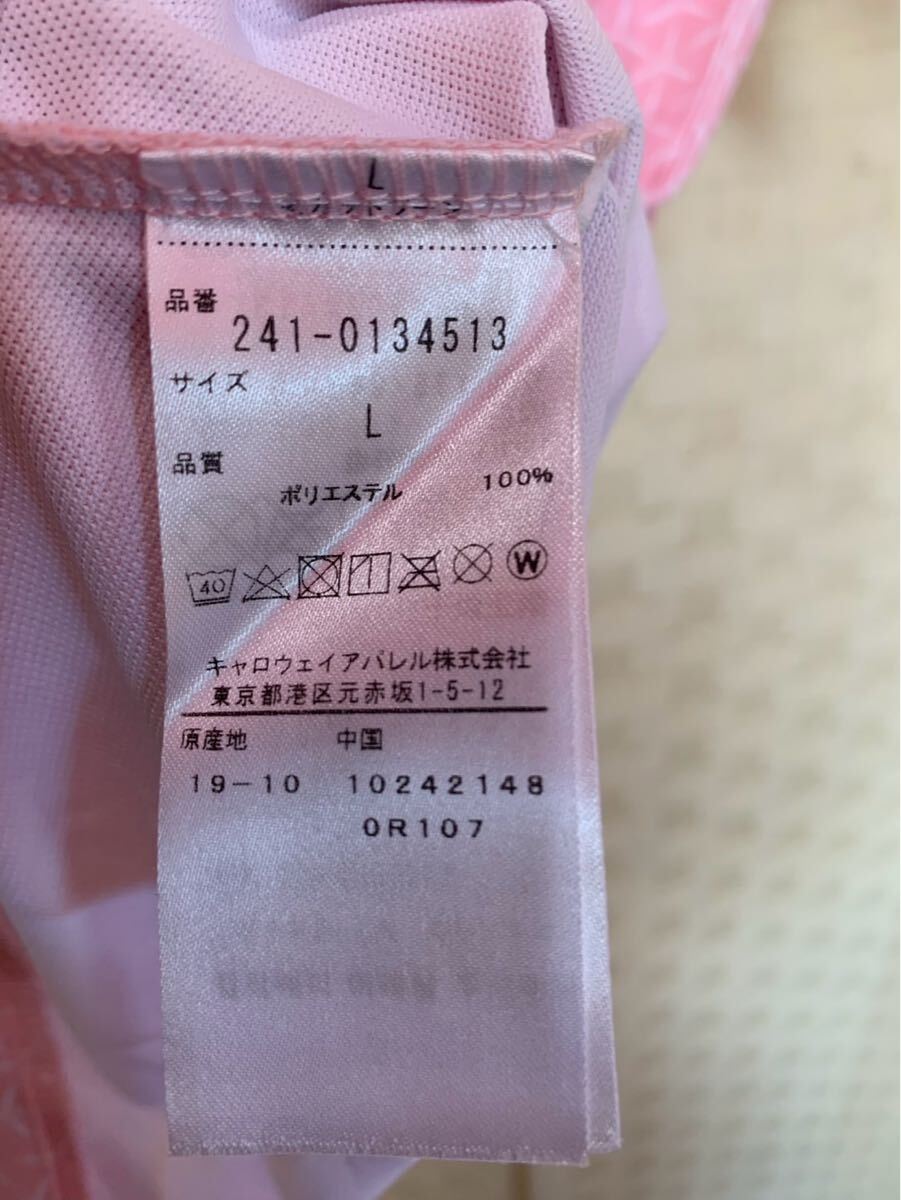 L
品番
241-0134513
サイズ
L
品質
ポリエステル 100%
40 W
キャロウェイアパレル株式会社
東京都港区元赤坂1-5-12
原産地 中国
19-10 10242148
0R107